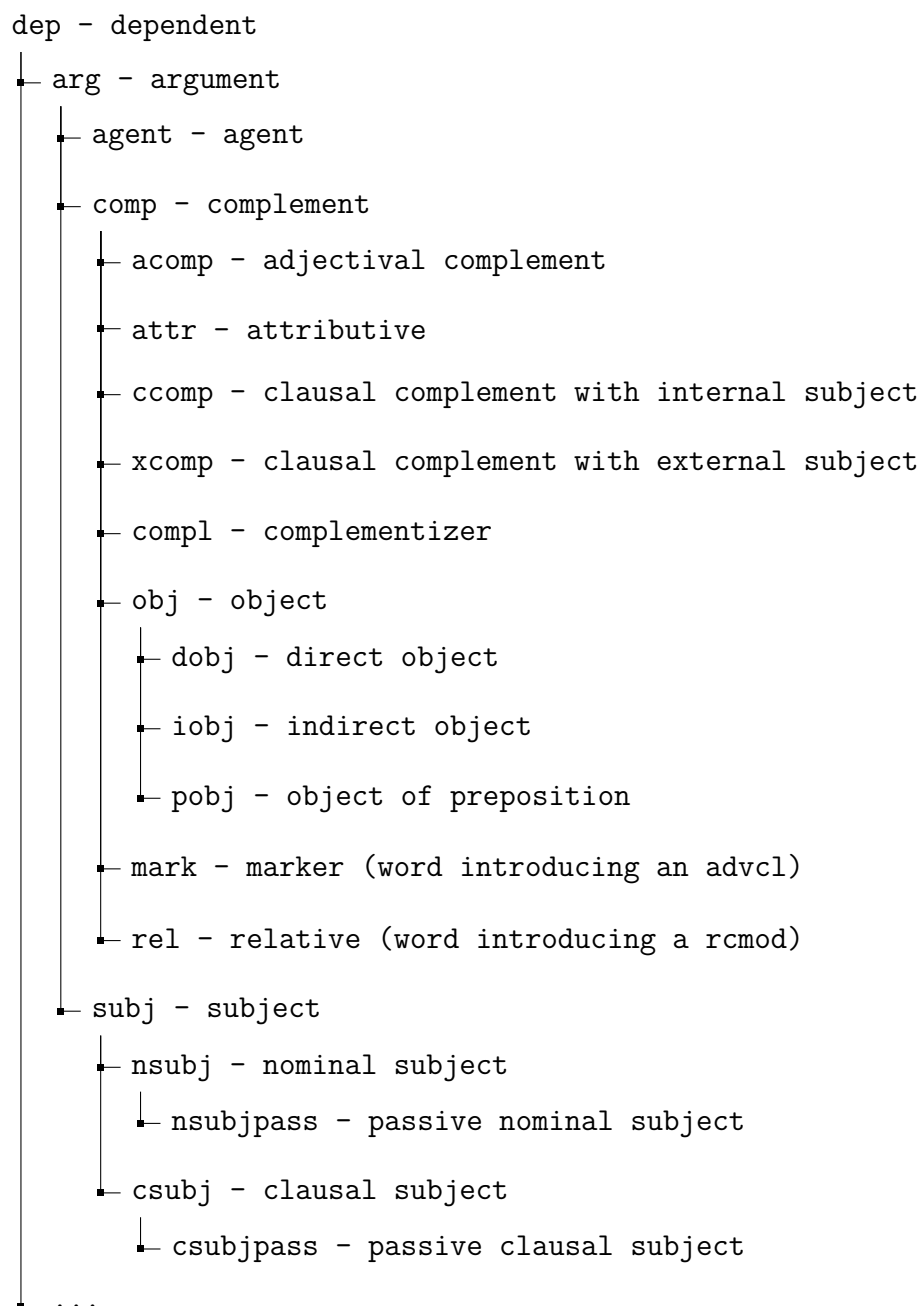 dep - dependent
arg - argument
agent - agent
comp - complement
acomp - adjectival complement
attr - attributive
ccomp - clausal complement with internal subject
xcomp - clausal complement with external subject
compl - complementizer
obj - object
dobj - direct object
iobj - indirect object
pobj - object of preposition
mark - marker (word introducing an advcl)
rel - relative (word introducing a rcmod)
subj - subject
nsubj - nominal subject
nsubjpass - passive nominal subject
csubj - clausal subject
csubjpass - passive clausal subject
...